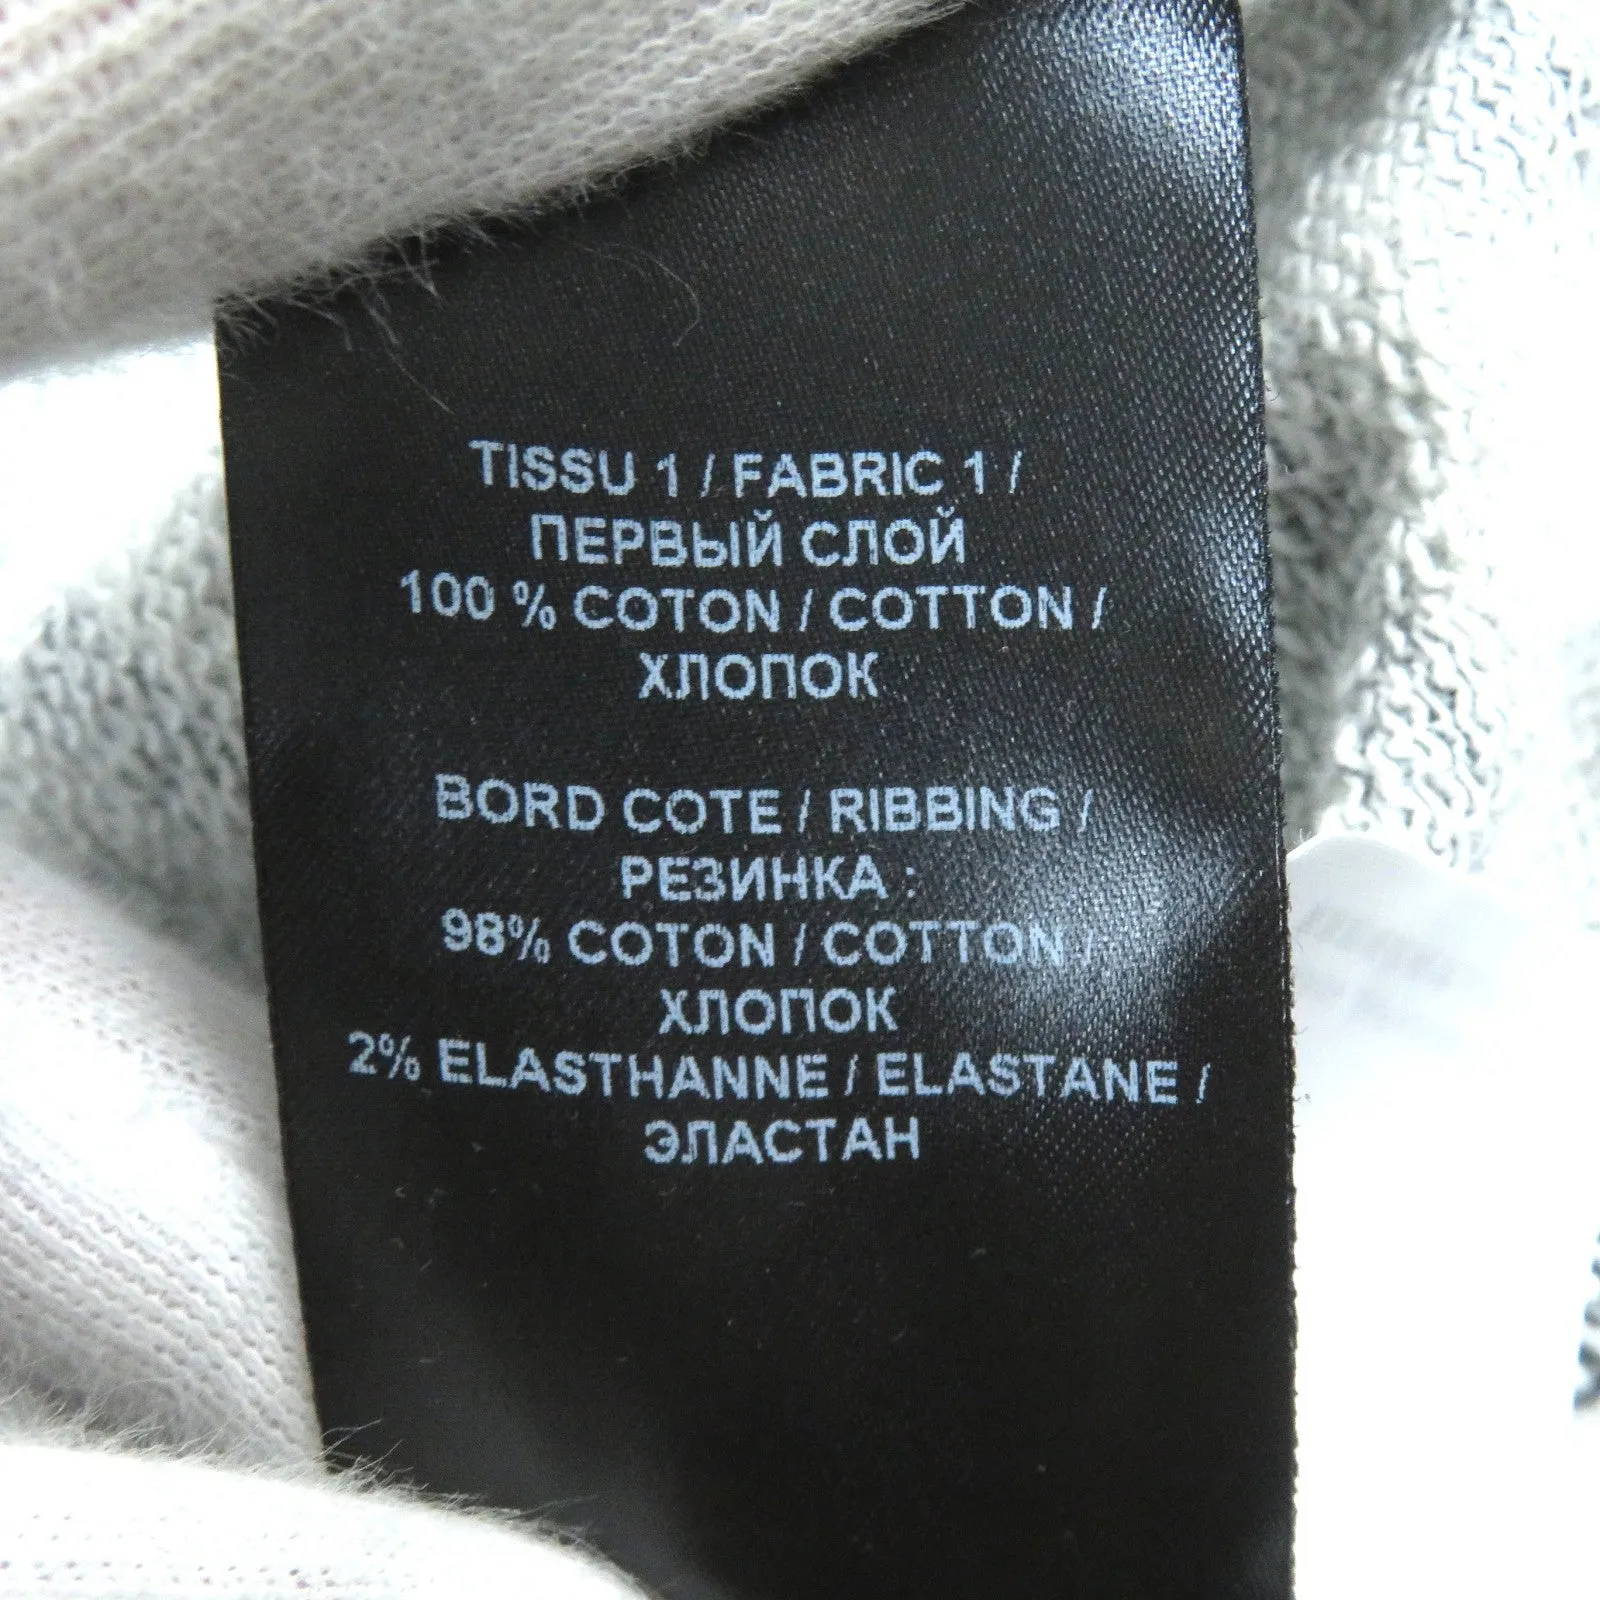 TISSU 1 / FABRIC 1 /
ПЕРВЫЙ СЛОЙ
100 % COTON / COTTON /
ХЛОПОК
BORD COTE / RIBBING /
РЕЗИНКА :
98% COTON / COTTON /
ХЛОПОК
2% ELASTHANNE / ELASTANE /
ЭЛАСТАН